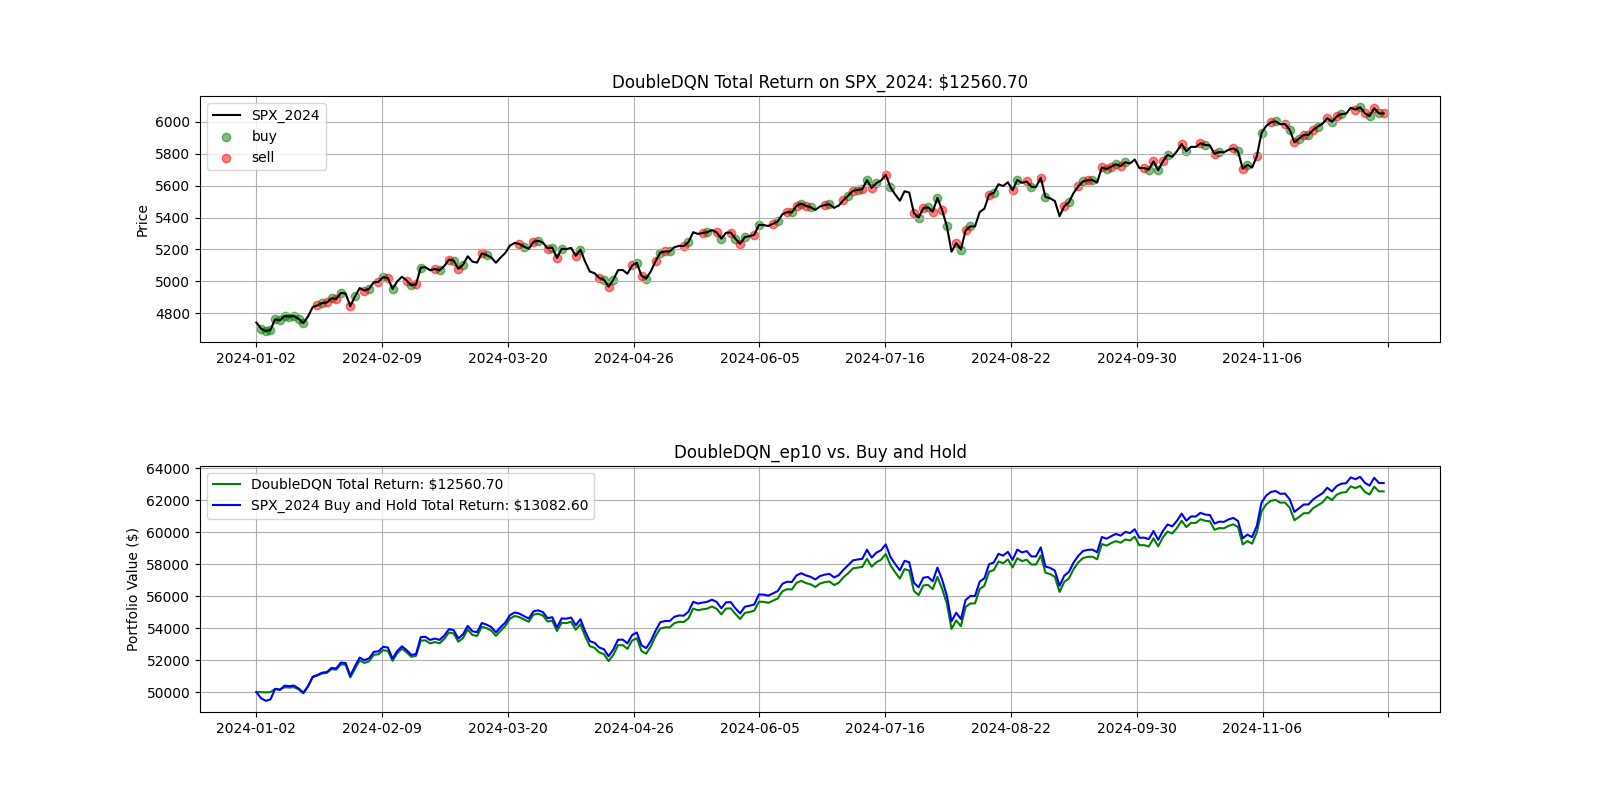 DoubleDQN Total Return on SPX_2024: $12560.70
SPX_2024
buy
sell
Price
6000
5800
5600
5400
5200
5000
4800
2024-01-02 2024-02-09 2024-03-20 2024-04-26 2024-06-05 2024-07-16 2024-08-22 2024-09-30 2024-11-06
DoubleDQN_ep10 vs. Buy and Hold
DoubleDQN Total Return: $12560.70
SPX_2024 Buy and Hold Total Return: $13082.60
Portfolio Value ($)
64000
62000
60000
58000
56000
54000
52000
50000
2024-01-02 2024-02-09 2024-03-20 2024-04-26 2024-06-05 2024-07-16 2024-08-22 2024-09-30 2024-11-06